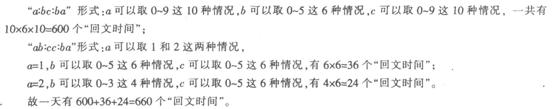 “a:bc:ba”形式:a 可以取 0~9 这 10 种情况,b 可以取 0~5 这 6 种情况,c 可以取 0~9 这 10 种情况,一共有
10×6×10=600 个“回文时间”;
“ab:cc:ba”形式:a 可以取 1 和 2 这两种情况,
a=1,b 可以取 0~5 这 6 种情况,c 可以取 0~5 这 6 种情况,有 6×6=36 个“回文时间”;
a=2,b 可以取 0~3 这 4 种情况,c 可以取 0~5 这 6 种情况,有 4×6=24 个“回文时间”。
故一天有 600+36+24=660 个“回文时间”。